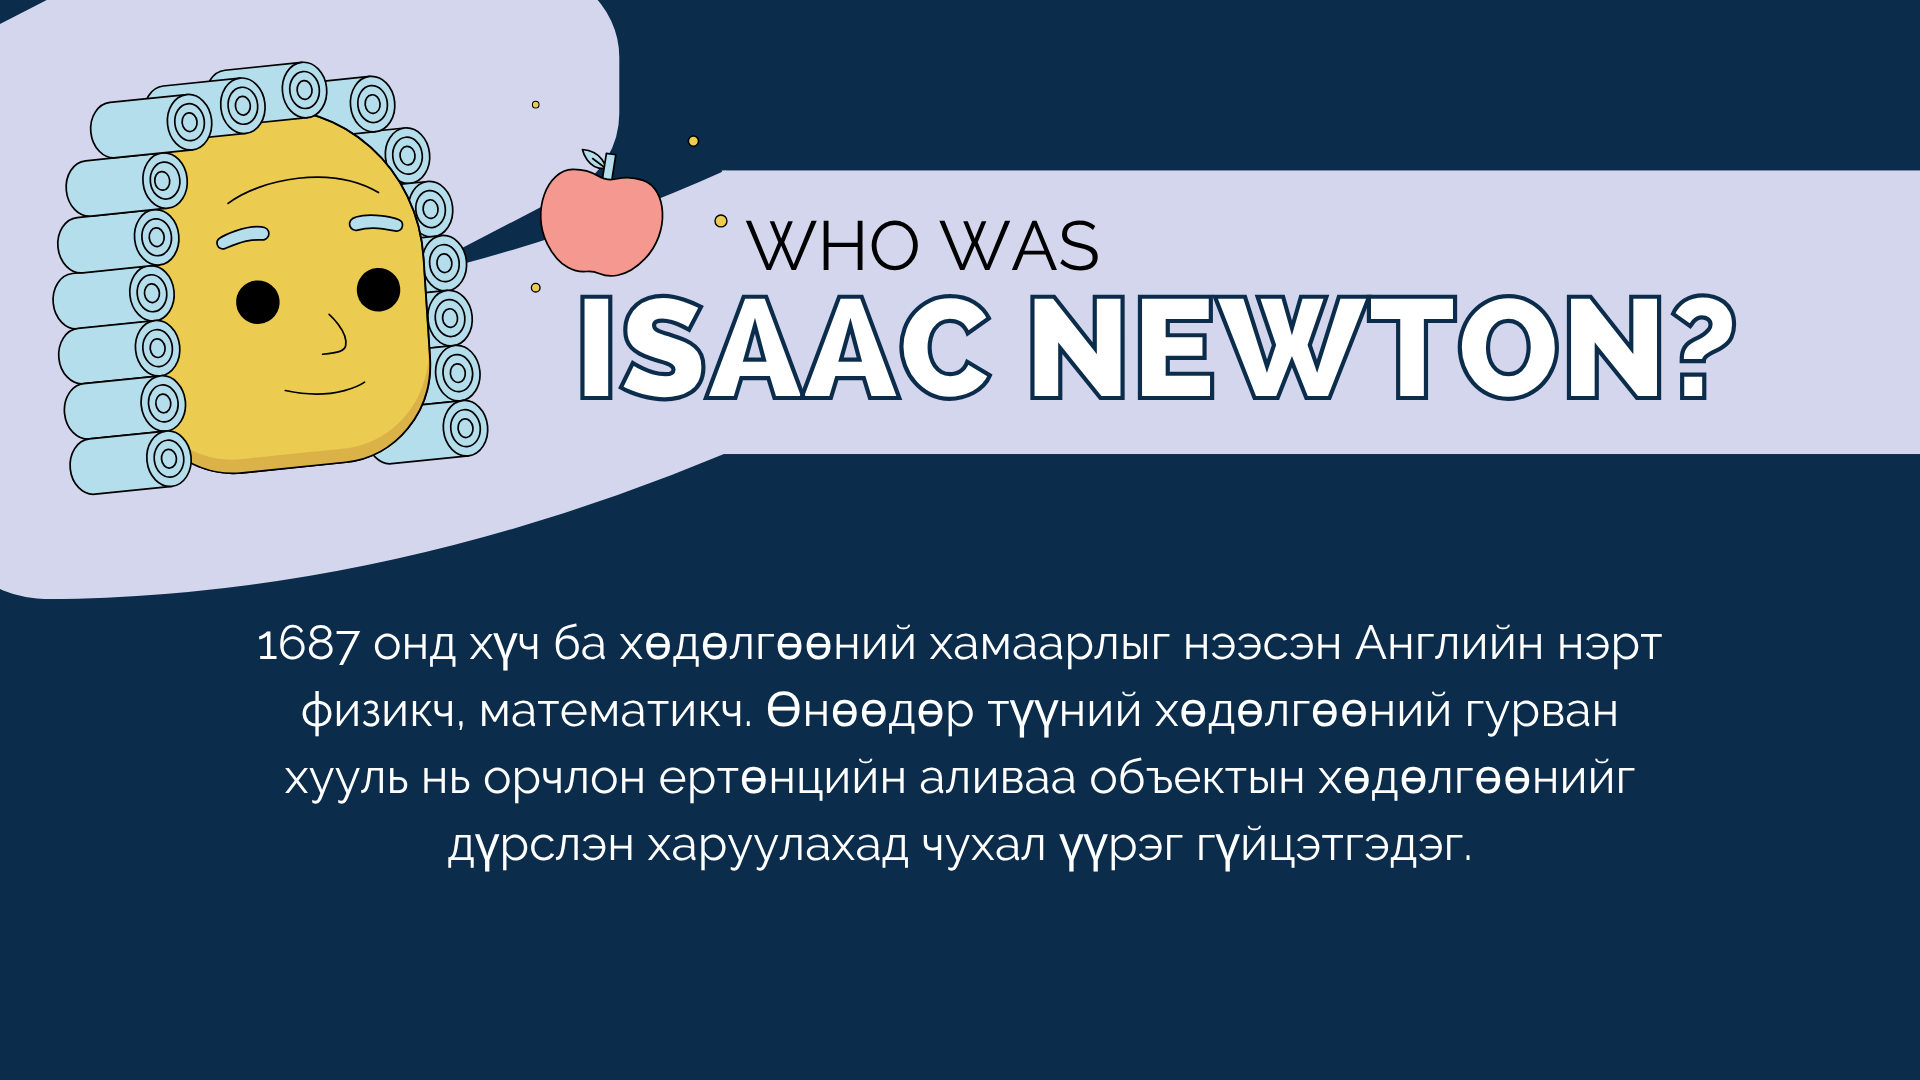 WHO WAS
ISAAC NEWTON?
1687 онд хүч ба хөдөлгөөний хамаарлыг нээсэн Английн нэрт
физикч, математикч. Өнөөдөр түүний хөдөлгөөний гурван
хууль нь орчлон ертөнцийн аливаа объектын хөдөлгөөнийг
дүрслэн харуулахад чухал үүрэг гүйцэтгэдэг.